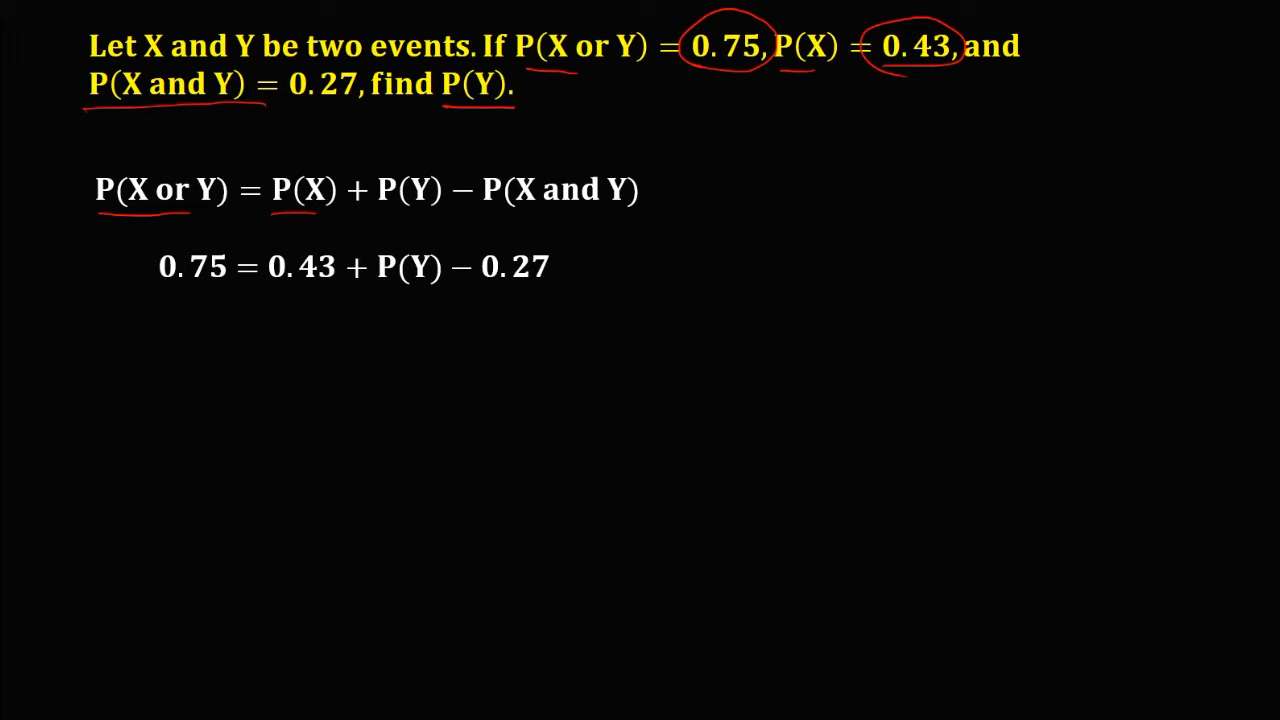 Let X and Y be two events. If P(X or Y) = 0.75, P(X) = 0.43, and
P(X and Y) = 0.27, find P(Y).
P(X or Y) = P(X) + P(Y) − P(X and Y)
0.75 = 0.43 + P(Y) − 0.27